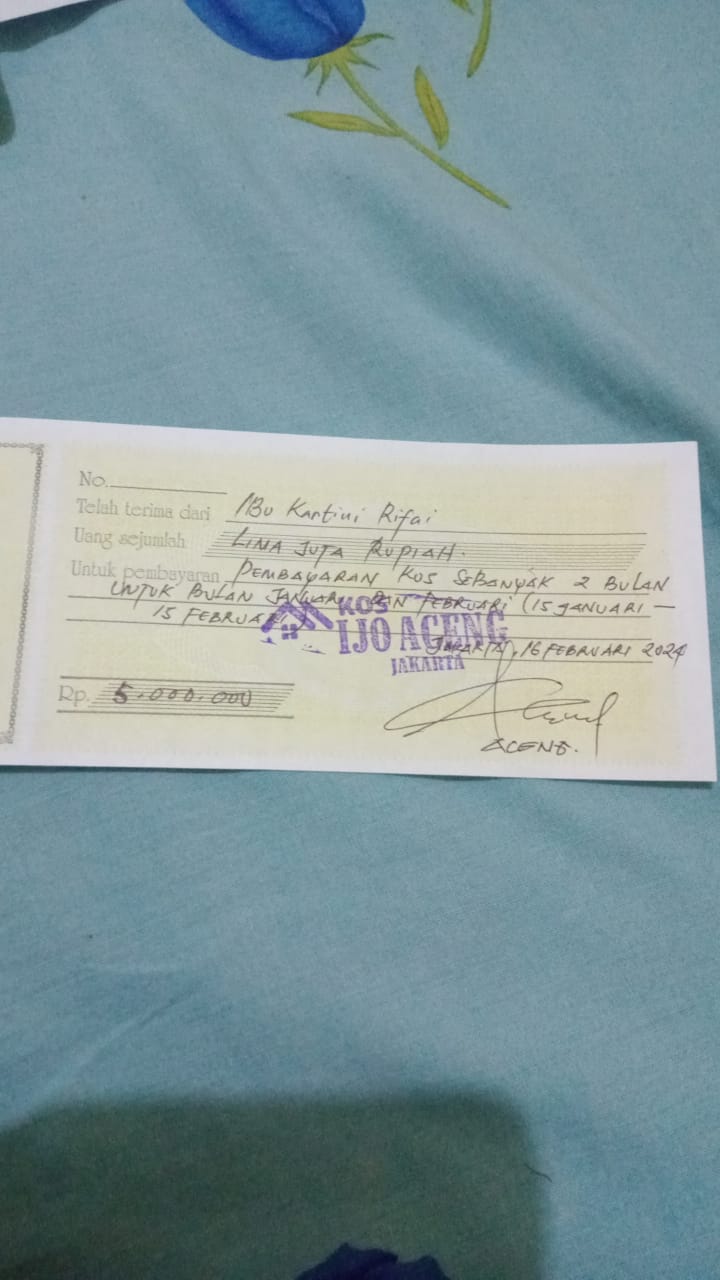 No.
Telah terima dari IBu Kartini Rifai
Uang sejumlah LIMA JUTA RUPIAH.
Untuk pembayaran PEMBAYARAN KOS SEBANYAK 2 BULAN
UNTUK BULAN JANUARI DAN FEBRUARI (15 JANUARI —
15 FEBRUARI)
KOS
IJO ACENG
JAKARTA
JAKARTA, 16 FEBRUARI 2024
Rp. 5.000.000
ACENG.